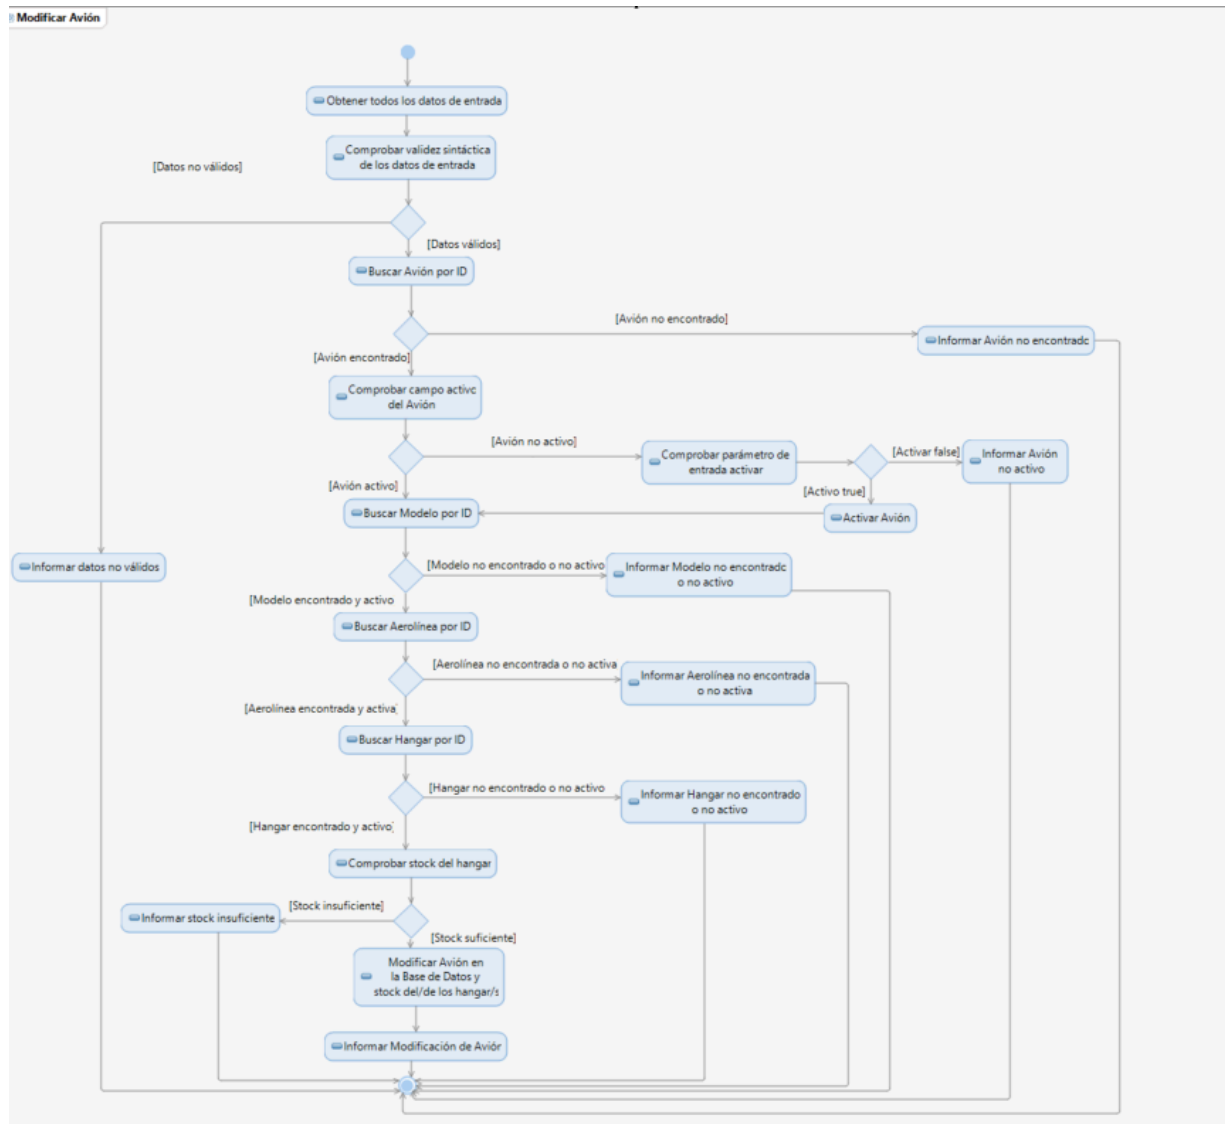 Modificar Avión
Obtener todos los datos de entrada
Comprobar validez sintáctica
de los datos de entrada
[Datos no válidos]
[Datos válidos]
Buscar Avión por ID
[Avión no encontrado]
Informar Avión no encontrado
[Avión encontrado]
Comprobar campo activo
del Avión
[Avión no activo]
Comprobar parámetro de
entrada activar
[Activar false]
Informar Avión
no activo
[Avión activo]
[Activo true]
Buscar Modelo por ID
Activar Avión
Informar datos no válidos
[Modelo no encontrado o no activo
Informar Modelo no encontrado
o no activo
[Modelo encontrado y activo
Buscar Aerolínea por ID
[Aerolínea no encontrada o no activa
Informar Aerolínea no encontrada
o no activa
[Aerolínea encontrada y activa]
Buscar Hangar por ID
[Hangar no encontrado o no activo
Informar Hangar no encontrado
o no activo
[Hangar encontrado y activo]
Comprobar stock del hangar
[Stock insuficiente]
Informar stock insuficiente
[Stock suficiente]
Modificar Avión en
la Base de Datos y
stock del/de los hangar/s
Informar Modificación de Avión